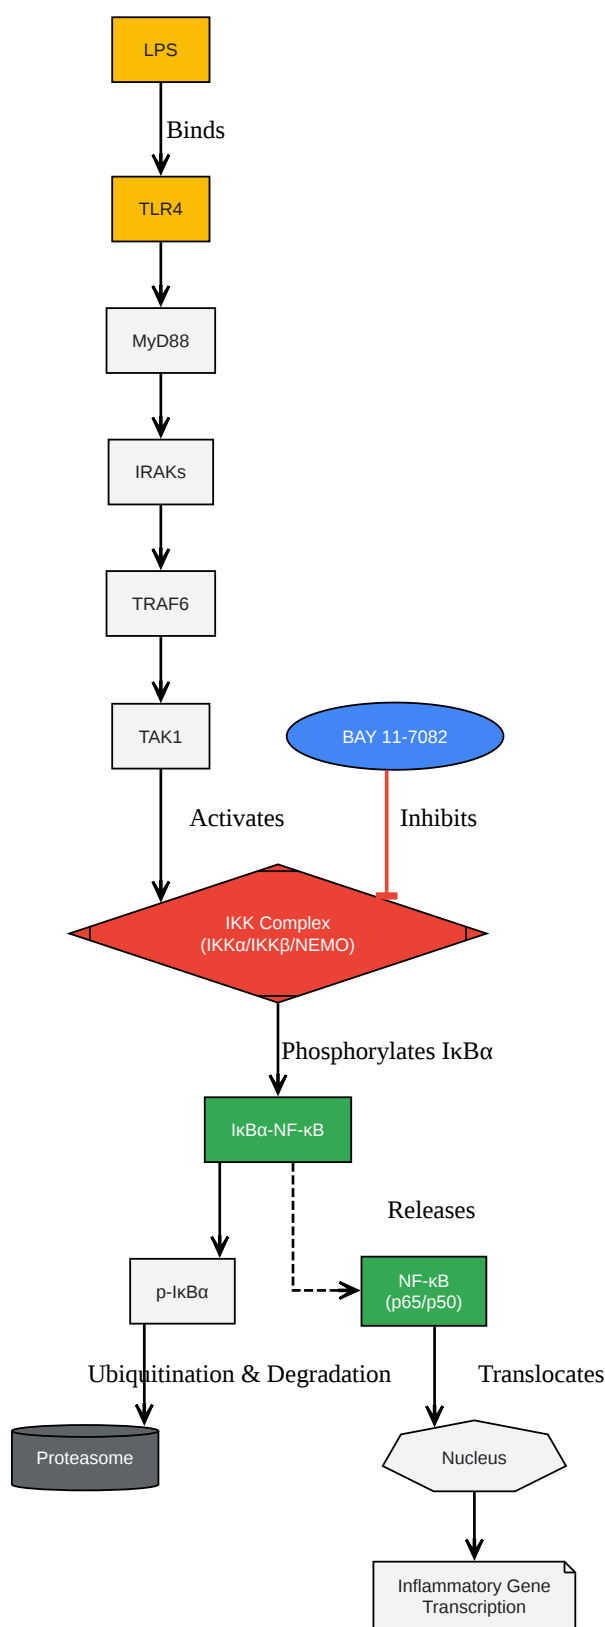 LPS
Binds
TLR4
MyD88
IRAKs
TRAF6
TAK1
BAY 11-7082
Activates
Inhibits
IKK Complex
(IKKα/IKKβ/NEMO)
Phosphorylates IκBα
IκBα-NF-κB
Releases
p-IκBα
NF-κB
(p65/p50)
Ubiquitination & Degradation
Translocates
Proteasome
Nucleus
Inflammatory Gene
Transcription